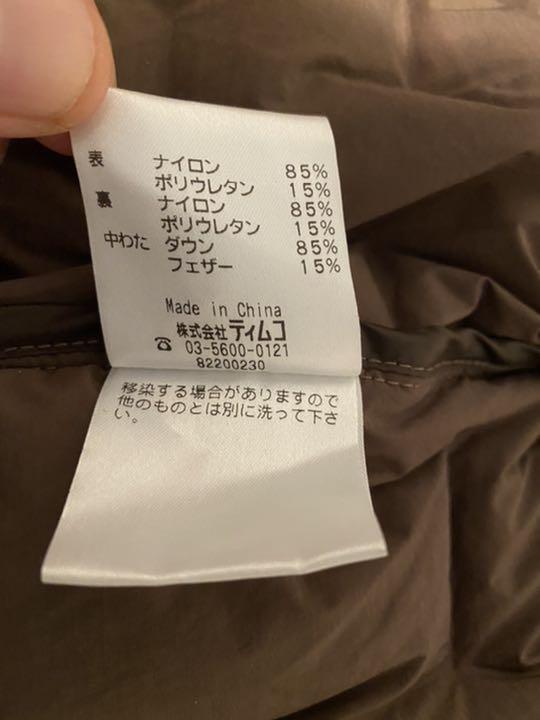 表 ナイロン 85%
ポリウレタン 15%
裏 ナイロン 85%
ポリウレタン 15%
中わた ダウン 85%
フェザー 15%
Made in China
株式会社ティムコ
☎ 03-5600-0121
82200230
移染する場合がありますので
他のものとは別に洗って下さ
い。